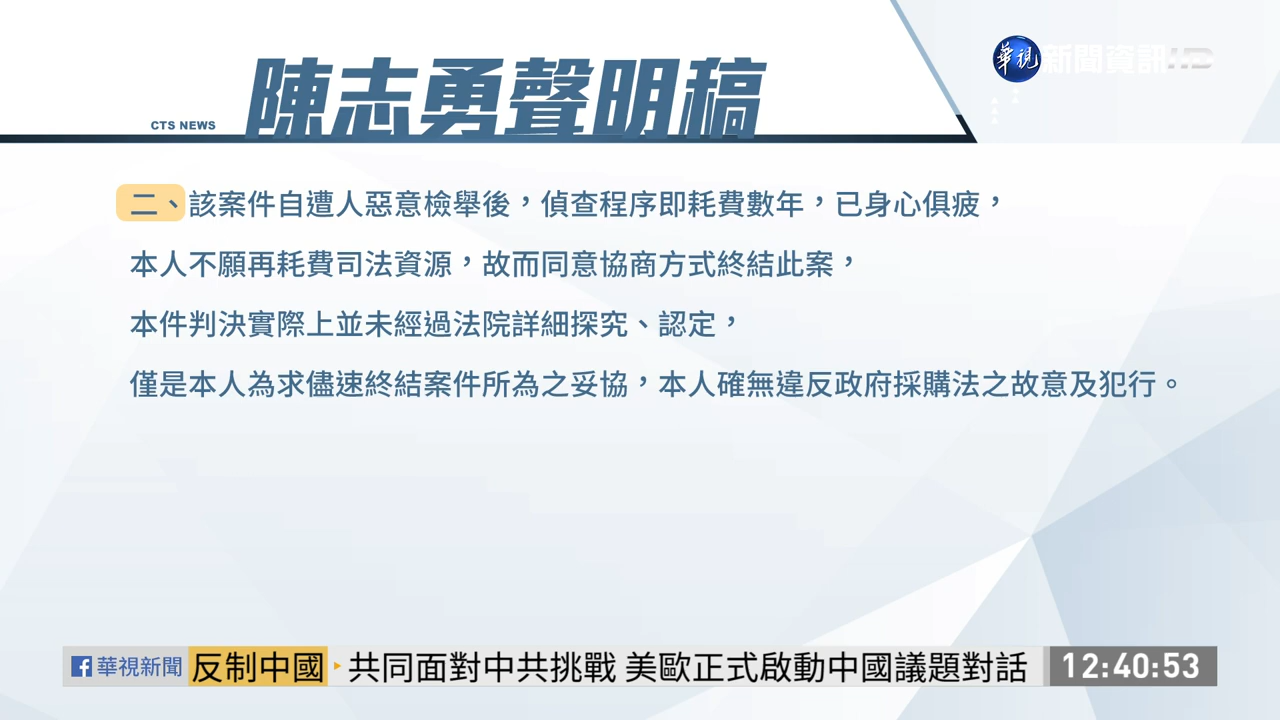 華視 新聞資訊HD
陳志勇聲明稿
CTS NEWS
二、該案件自遭人惡意檢舉後，偵查程序即耗費數年，已身心俱疲，
本人不願再耗費司法資源，故而同意協商方式終結此案，
本件判決實際上並未經過法院詳細探究、認定，
僅是本人為求儘速終結案件所為之妥協，本人確無違反政府採購法之故意及犯行。
華視新聞 反制中國 共同面對中共挑戰 美歐正式啟動中國議題對話 12:40:53